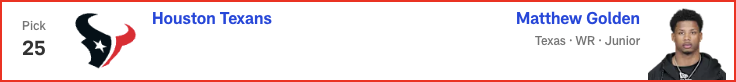 Pick
25
Houston Texans
Matthew Golden
Texas · WR · Junior